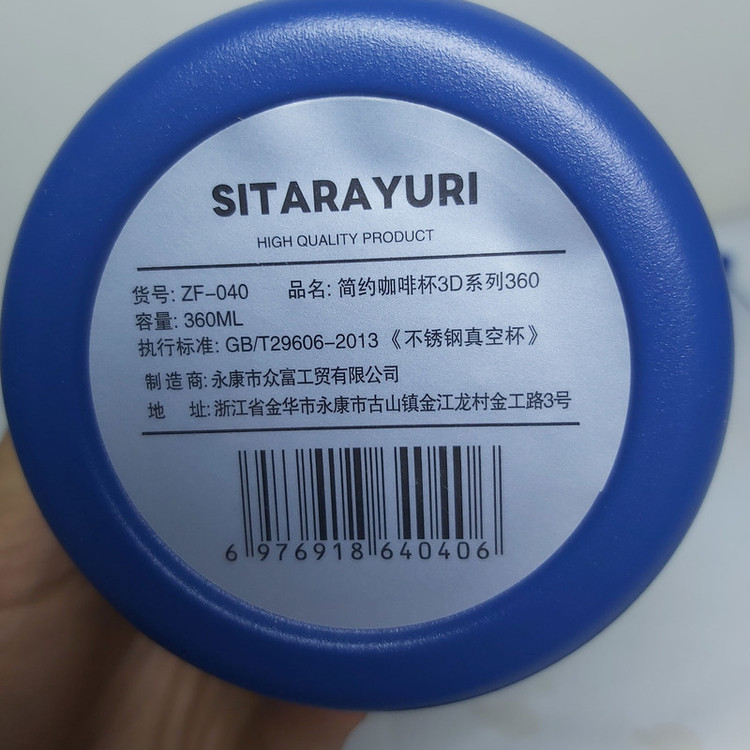 SITARAYURI
HIGH QUALITY PRODUCT
货号: ZF-040 品名: 简约咖啡杯3D系列360
容量: 360ML
执行标准: GB/T29606-2013《不锈钢真空杯》
制造商: 永康市众富工贸有限公司
地 址: 浙江省金华市永康市古山镇金江龙村金工路3号
6 976918 640406